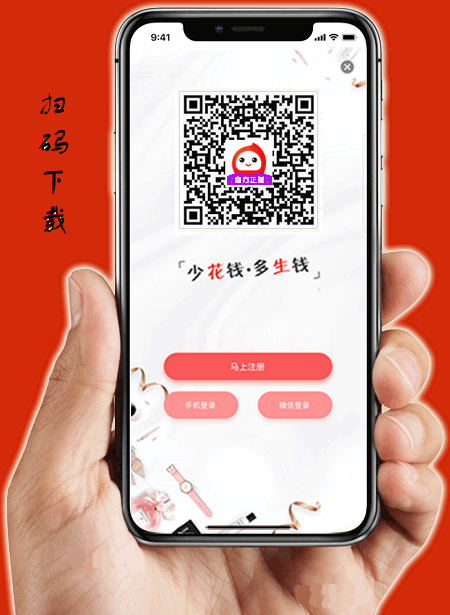 9:41
扫
码
下
载
官方正版
「少花钱·多生钱」
马上注册
手机登录
微信登录